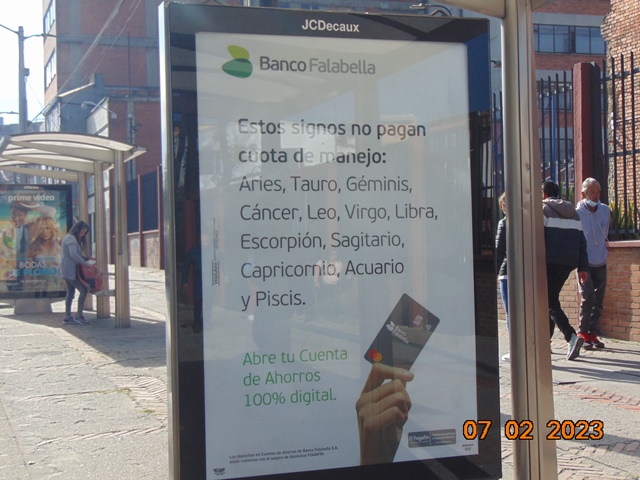 JCDecaux
Banco Falabella
Estos signos no pagan
cuota de manejo:
Aries, Tauro, Géminis,
Cáncer, Leo, Virgo, Libra,
Escorpión, Sagitario,
Capricornio, Acuario
y Piscis.
Abre tu Cuenta
de Ahorros
100% digital.
prime video
BODAS
07 02 2023